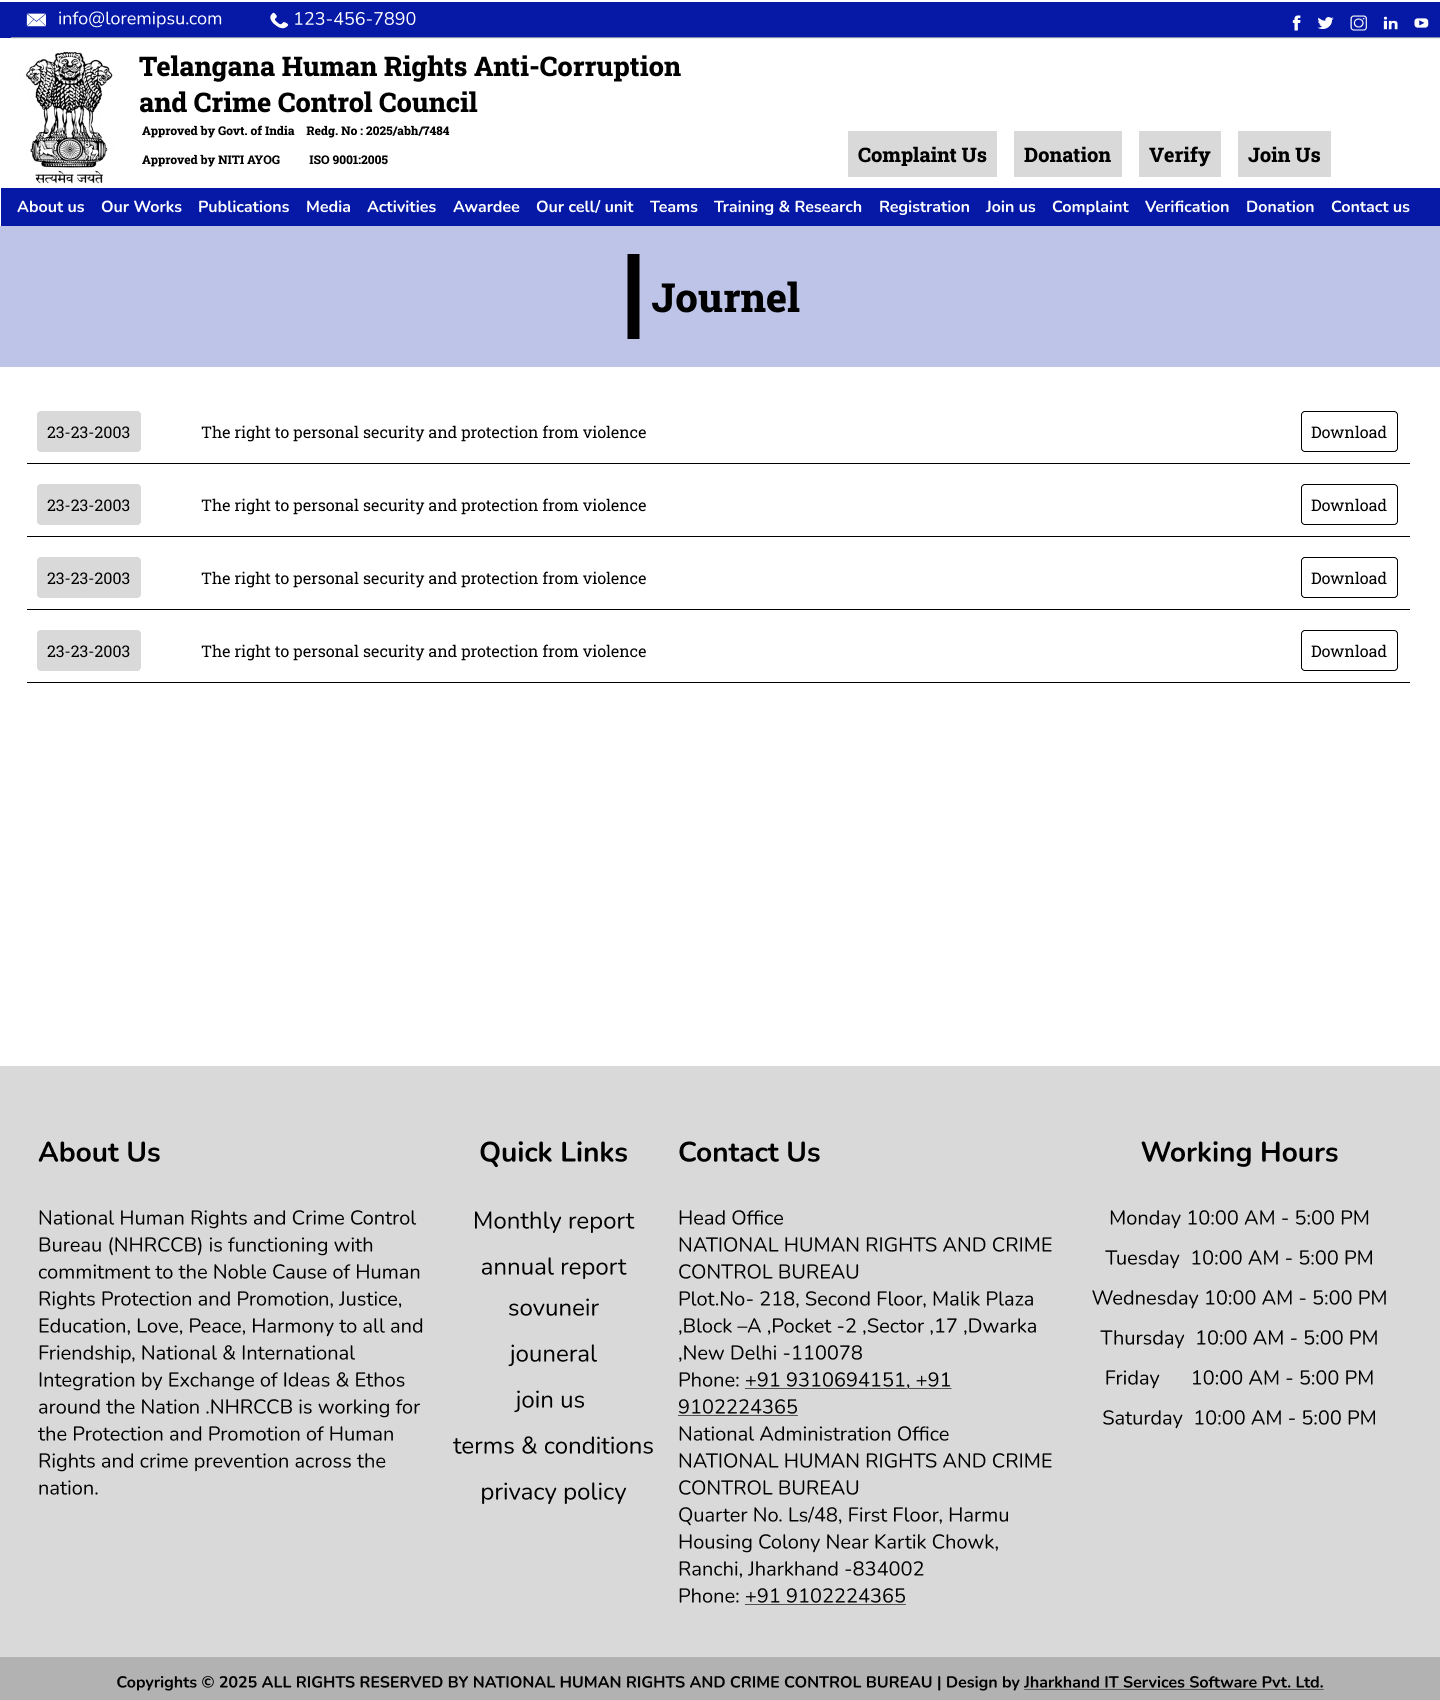 info@loremipsu.com 123-456-7890
Telangana Human Rights Anti-Corruption
and Crime Control Council
Approved by Govt. of India Redg. No : 2025/abh/7484
Approved by NITI AYOG ISO 9001:2005
सत्यमेव जयते
Complaint Us Donation Verify Join Us
About us Our Works Publications Media Activities Awardee Our cell/ unit Teams Training & Research Registration Join us Complaint Verification Donation Contact us
Journel
23-23-2003 The right to personal security and protection from violence Download
23-23-2003 The right to personal security and protection from violence Download
23-23-2003 The right to personal security and protection from violence Download
23-23-2003 The right to personal security and protection from violence Download
About Us
National Human Rights and Crime Control
Bureau (NHRCCB) is functioning with
commitment to the Noble Cause of Human
Rights Protection and Promotion, Justice,
Education, Love, Peace, Harmony to all and
Friendship, National & International
Integration by Exchange of Ideas & Ethos
around the Nation .NHRCCB is working for
the Protection and Promotion of Human
Rights and crime prevention across the
nation.
Quick Links
Monthly report
annual report
sovuneir
jouneral
join us
terms & conditions
privacy policy
Contact Us
Head Office
NATIONAL HUMAN RIGHTS AND CRIME
CONTROL BUREAU
Plot.No- 218, Second Floor, Malik Plaza
,Block –A ,Pocket -2 ,Sector ,17 ,Dwarka
,New Delhi -110078
Phone: +91 9310694151, +91
9102224365
National Administration Office
NATIONAL HUMAN RIGHTS AND CRIME
CONTROL BUREAU
Quarter No. Ls/48, First Floor, Harmu
Housing Colony Near Kartik Chowk,
Ranchi, Jharkhand -834002
Phone: +91 9102224365
Working Hours
Monday 10:00 AM - 5:00 PM
Tuesday 10:00 AM - 5:00 PM
Wednesday 10:00 AM - 5:00 PM
Thursday 10:00 AM - 5:00 PM
Friday 10:00 AM - 5:00 PM
Saturday 10:00 AM - 5:00 PM
Copyrights © 2025 ALL RIGHTS RESERVED BY NATIONAL HUMAN RIGHTS AND CRIME CONTROL BUREAU | Design by Jharkhand IT Services Software Pvt. Ltd.